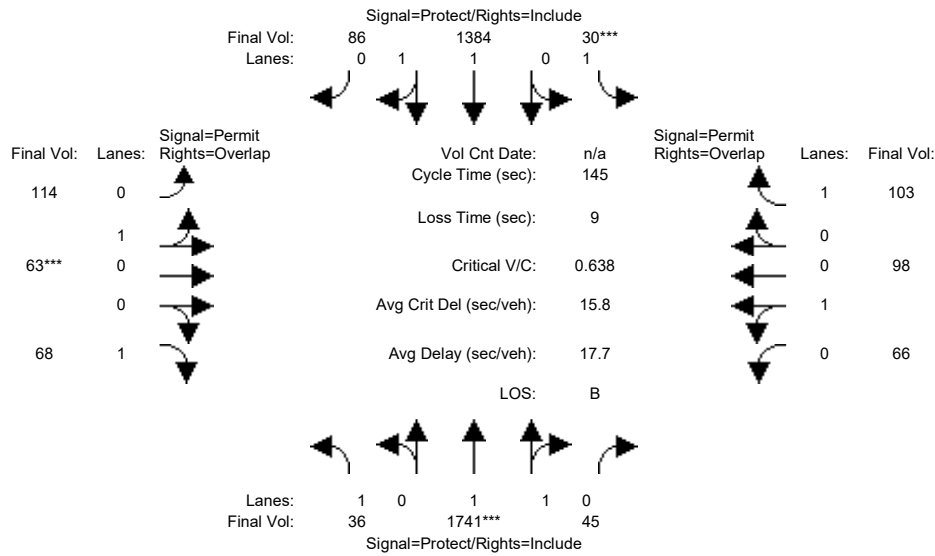 Signal=Protect/Rights=Include
Final Vol: 86 1384 30***
Lanes: 0 1 1 0 1
Signal=Permit
Final Vol: Lanes: Rights=Overlap
Vol Cnt Date: n/a
Signal=Permit
Rights=Overlap Lanes: Final Vol:
Cycle Time (sec): 145
114 0
1 103
Loss Time (sec): 9
1
0
63*** 0
Critical V/C: 0.638
0 98
0
Avg Crit Del (sec/veh): 15.8
1
68 1
Avg Delay (sec/veh): 17.7
0 66
LOS: B
Lanes: 1 0 1 1 0
Final Vol: 36 1741*** 45
Signal=Protect/Rights=Include